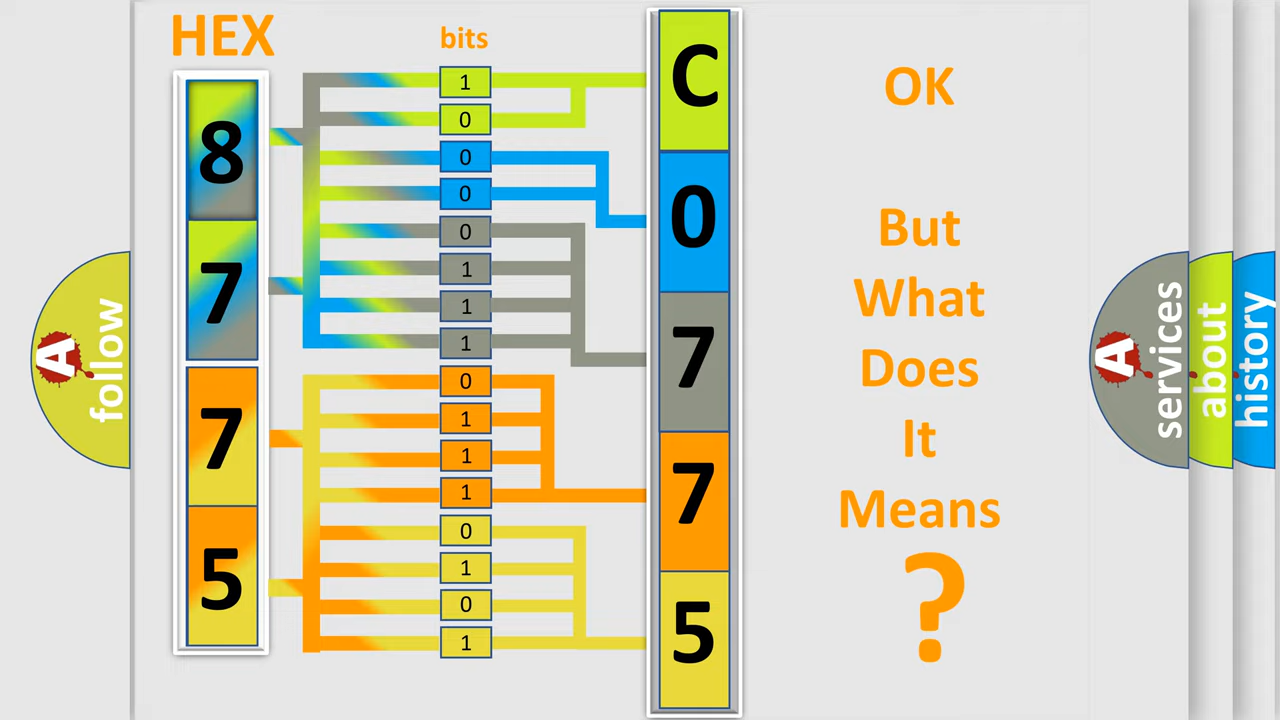 HEX
bits
8
7
7
5
1
0
0
0
0
1
1
1
0
1
1
1
0
1
0
1
C
0
7
7
5
OK
But
What
Does
It
Means
?
A
follow
A
services
about
history